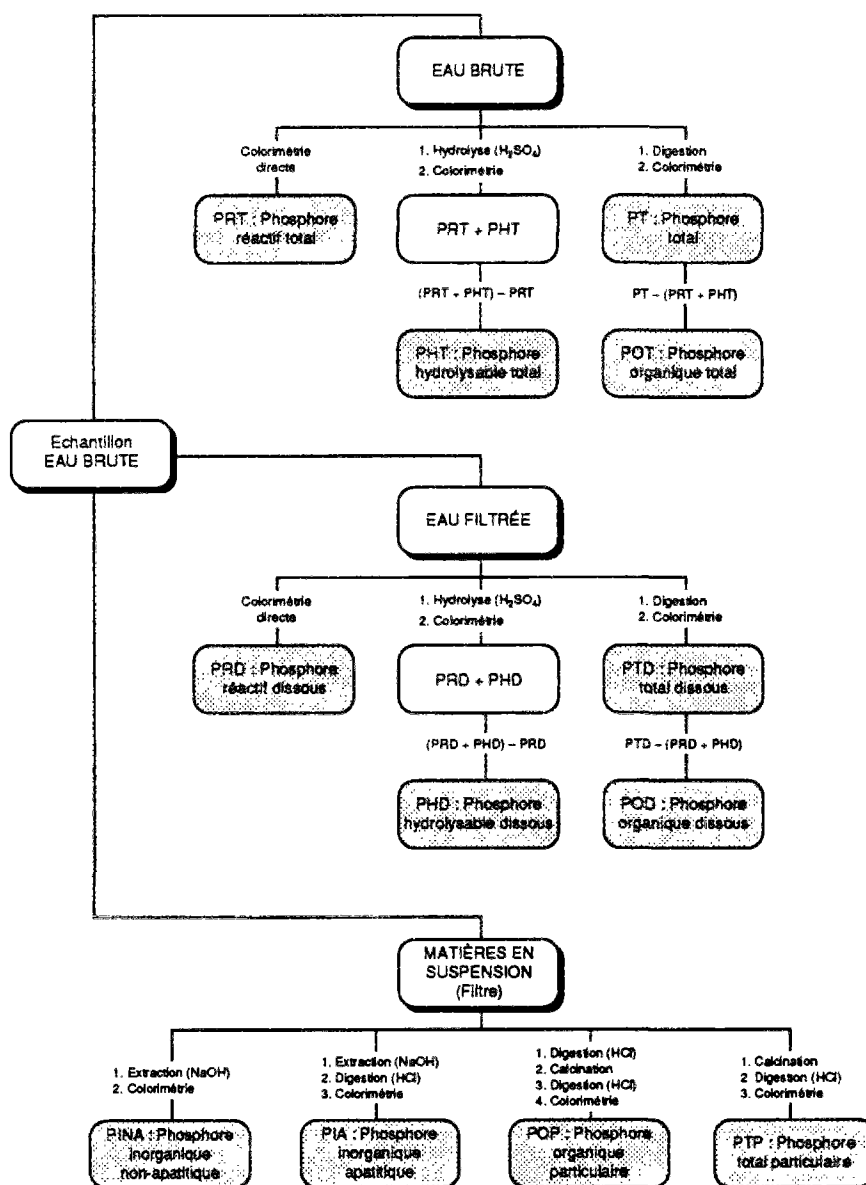 EAU BRUTE
Colorimétrie
directe
1. Hydrolyse (H₂SO₄)
2. Colorimétrie
1. Digestion
2. Colorimétrie
PRT : Phosphore
réactif total
PRT + PHT
PT : Phosphore
total
(PRT + PHT) – PRT
PT – (PRT + PHT)
PHT : Phosphore
hydrolysable total
POT : Phosphore
organique total
Echantillon
EAU BRUTE
EAU FILTRÉE
Colorimétrie
directe
1. Hydrolyse (H₂SO₄)
2. Colorimétrie
1. Digestion
2. Colorimétrie
PRD : Phosphore
réactif dissous
PRD + PHD
PTD : Phosphore
total dissous
(PRD + PHD) – PRD
PTD – (PRD + PHD)
PHD : Phosphore
hydrolysable dissous
POD : Phosphore
organique dissous
MATIÈRES EN
SUSPENSION
(Filtre)
1. Extraction (NaOH)
2. Colorimétrie
1. Extraction (NaOH)
2. Digestion (HCl)
3. Colorimétrie
1. Digestion (HCl)
2. Calcination
3. Digestion (HCl)
4. Colorimétrie
1. Calcination
2 Digestion (HCl)
3. Colorimétrie
PINA : Phosphore
inorganique
non-apatitique
PIA : Phosphore
inorganique
apatitique
POP : Phosphore
organique
particulaire
PTP : Phosphore
total particulaire